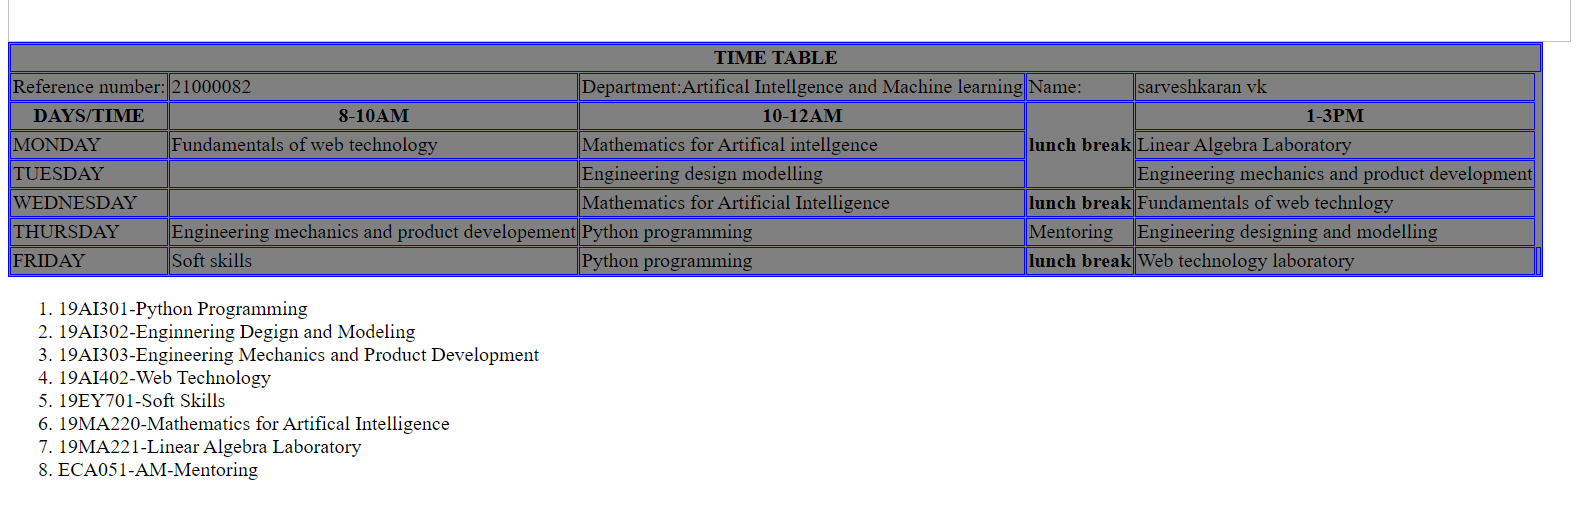 TIME TABLE
Reference number: 21000082 Department:Artifical Intellgence and Machine learning Name: sarveshkaran vk
DAYS/TIME 8-10AM 10-12AM lunch break 1-3PM
MONDAY Fundamentals of web technology Mathematics for Artifical intellgence Linear Algebra Laboratory
TUESDAY Engineering design modelling Engineering mechanics and product development
WEDNESDAY Mathematics for Artificial Intelligence lunch break Fundamentals of web technlogy
THURSDAY Engineering mechanics and product developement Python programming Mentoring Engineering designing and modelling
FRIDAY Soft skills Python programming lunch break Web technology laboratory
1. 19AI301-Python Programming
2. 19AI302-Enginnering Degign and Modeling
3. 19AI303-Engineering Mechanics and Product Development
4. 19AI402-Web Technology
5. 19EY701-Soft Skills
6. 19MA220-Mathematics for Artifical Intelligence
7. 19MA221-Linear Algebra Laboratory
8. ECA051-AM-Mentoring